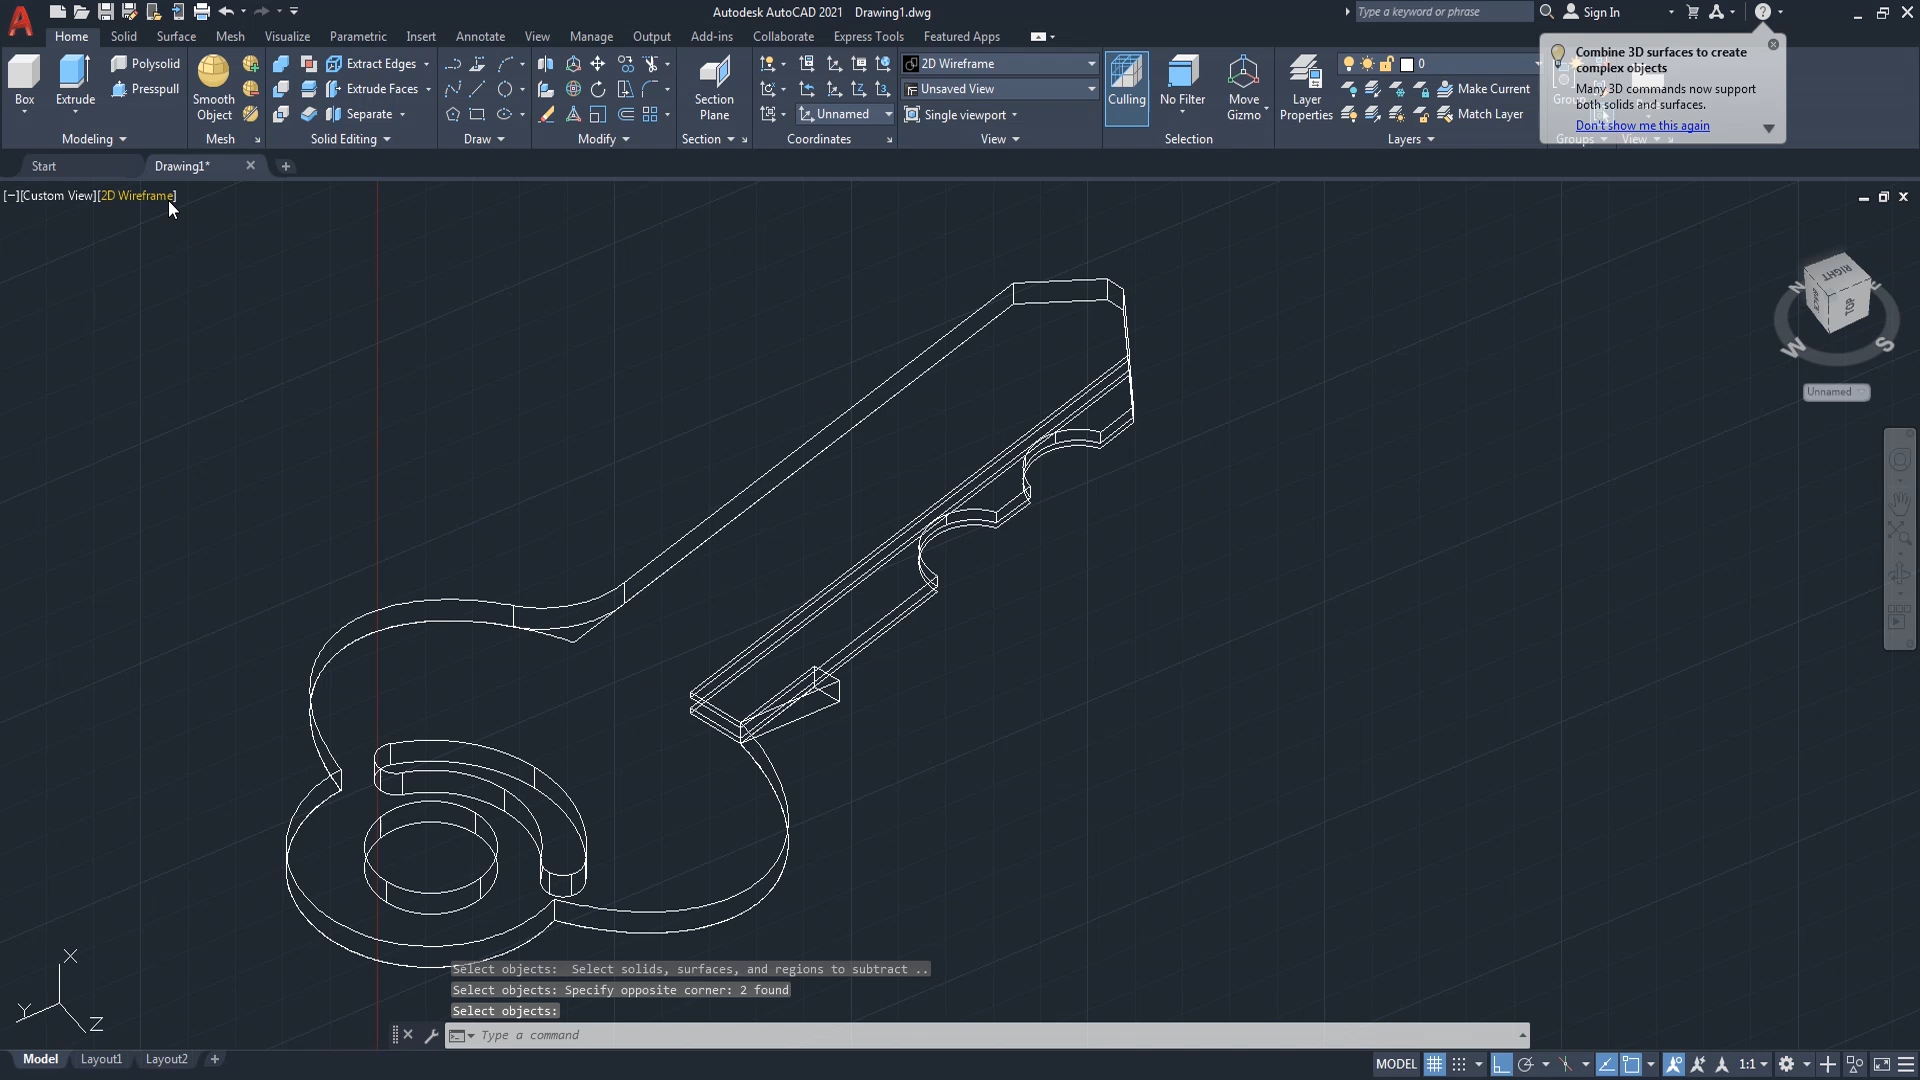 Autodesk AutoCAD 2021 Drawing1.dwg
Type a keyword or phrase
Sign In
Home Solid Surface Mesh Visualize Parametric Insert Annotate View Manage Output Add-ins Collaborate Express Tools Featured Apps
Box
Extrude
Polysolid
Presspull
Modeling
Smooth
Object
Mesh
Extract Edges
Extrude Faces
Separate
Solid Editing
Draw
Modify
Section
Plane
Section
Unnamed
Coordinates
2D Wireframe
Unsaved View
Single viewport
View
Culling
No Filter
Move
Gizmo
Selection
Layer
Properties
0
Make Current
Match Layer
Layers
Combine 3D surfaces to create
complex objects
Many 3D commands now support
both solids and surfaces.
Don't show me this again
Groups
View
Start
Drawing1*
[−][Custom View][2D Wireframe]
RIGHT
BACK
TOP
N
E
W
S
Unnamed
X
Y
Z
Select objects: Select solids, surfaces, and regions to subtract ..
Select objects: Specify opposite corner: 2 found
Select objects:
Type a command
Model Layout1 Layout2
MODEL
1:1